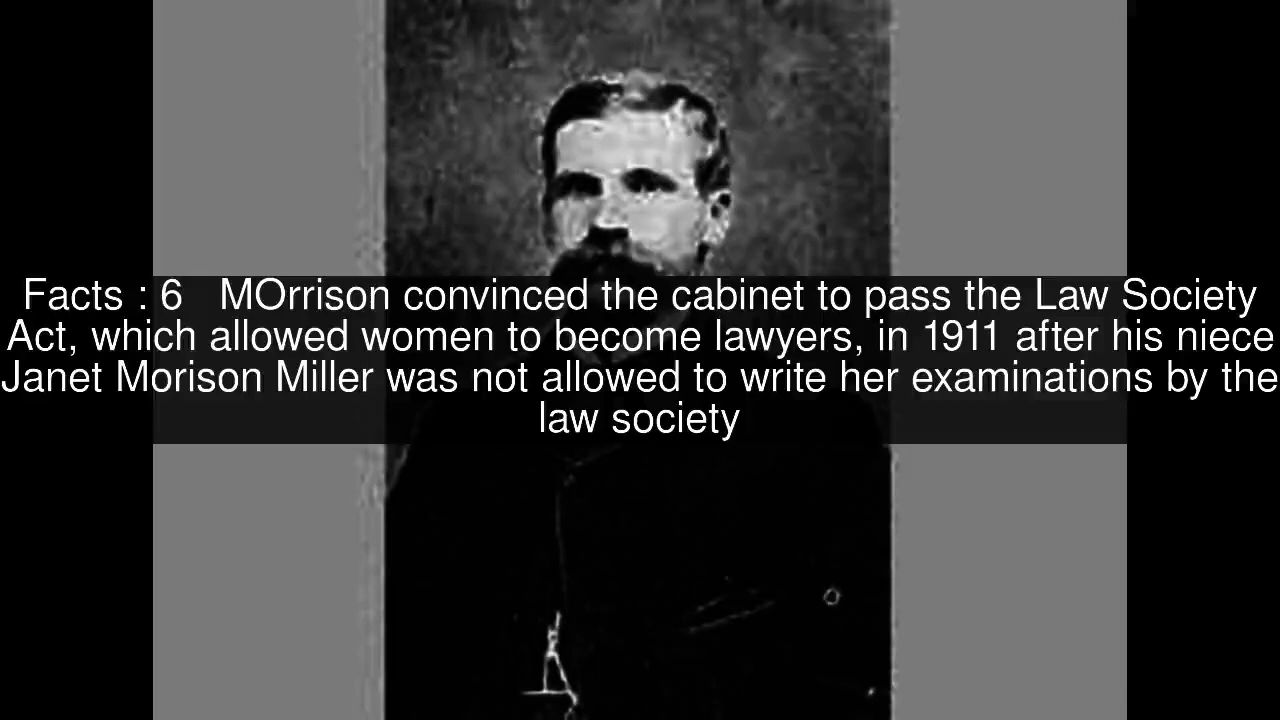 Facts : 6   MOrrison convinced the cabinet to pass the Law Society
Act, which allowed women to become lawyers, in 1911 after his niece
Janet Morison Miller was not allowed to write her examinations by the
law society